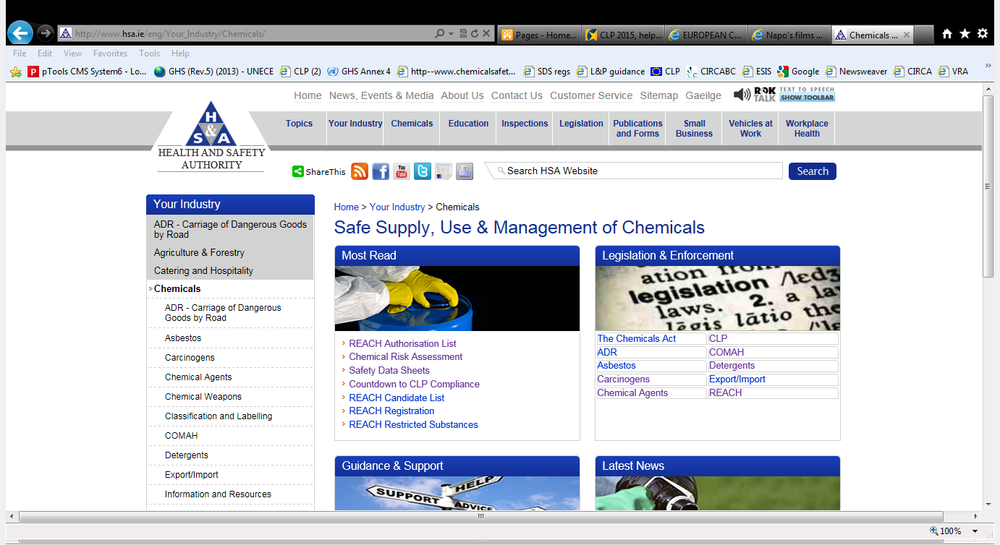 http://www.hsa.ie/eng/Your_Industry/Chemicals/
Pages - Home...
CLP 2015, help...
EUROPEAN C...
Napo's films ...
Chemicals ...
File Edit View Favorites Tools Help
pTools CMS System6 - Lo...
GHS (Rev.5) (2013) - UNECE
CLP (2)
GHS Annex 4
http--www.chemicalsafet...
SDS regs
L&P guidance
CLP
CIRCABC
ESIS
Google
Newsweaver
CIRCA
VRA
Home News, Events & Media About Us Contact Us Customer Service Sitemap Gaeilge
ROK TALK
TEXT TO SPEECH
SHOW TOOLBAR
H
S & A
HEALTH AND SAFETY
AUTHORITY
Topics
Your Industry
Chemicals
Education
Inspections
Legislation
Publications
and Forms
Small
Business
Vehicles at
Work
Workplace
Health
ShareThis
You
Tube
Search HSA Website
Search
Your Industry
ADR - Carriage of Dangerous Goods
by Road
Agriculture & Forestry
Catering and Hospitality
» Chemicals
ADR - Carriage of Dangerous
Goods by Road
Asbestos
Carcinogens
Chemical Agents
Chemical Weapons
Classification and Labelling
COMAH
Detergents
Export/Import
Information and Resources
Home > Your Industry > Chemicals
Safe Supply, Use & Management of Chemicals
Most Read
REACH Authorisation List
Chemical Risk Assessment
Safety Data Sheets
Countdown to CLP Compliance
REACH Candidate List
REACH Registration
REACH Restricted Substances
Legislation & Enforcement
ation from
legislation /ledʒ
laws. 2. a la
lēgis lātio the
The Chemicals Act
CLP
ADR
COMAH
Asbestos
Detergents
Carcinogens
Export/Import
Chemical Agents
REACH
Guidance & Support
SUPPORT
HELP
ADVICE
Latest News
100%